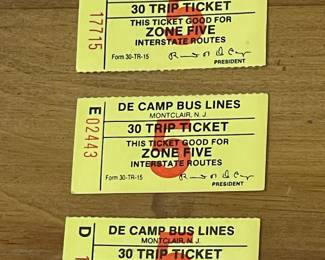 30 TRIP TICKET
THIS TICKET GOOD FOR
ZONE FIVE
INTERSTATE ROUTES
Form 30-TR-15
PRESIDENT
17715
5
DE CAMP BUS LINES
MONTCLAIR, N. J.
30 TRIP TICKET
THIS TICKET GOOD FOR
ZONE FIVE
INTERSTATE ROUTES
Form 30-TR-15
PRESIDENT
E 02443
5
DE CAMP BUS LINES
MONTCLAIR, N. J.
30 TRIP TICKET
D